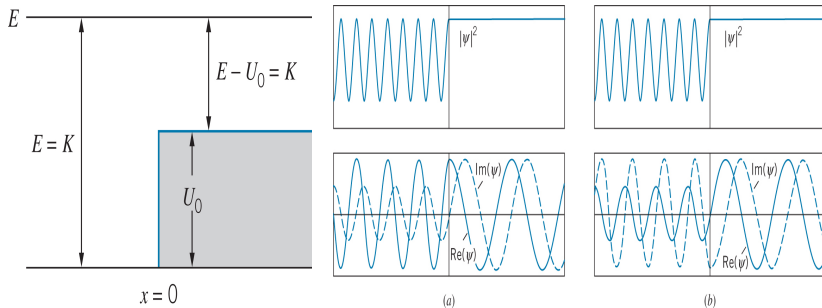 E
E – U₀ = K
E = K
U₀
x = 0
|ψ|²
Im(ψ)
Re(ψ)
(a)
|ψ|²
Im(ψ)
Re(ψ)
(b)